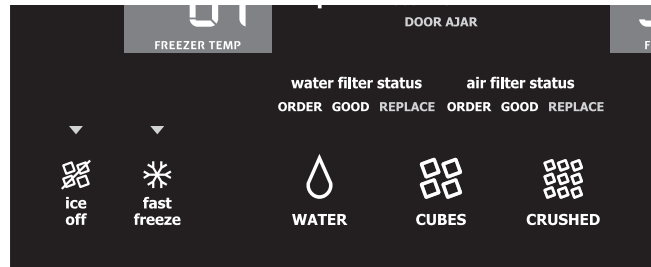 DOOR AJAR
FREEZER TEMP
water filter status
air filter status
ORDER GOOD REPLACE
ORDER GOOD REPLACE
ice
off
fast
freeze
WATER
CUBES
CRUSHED